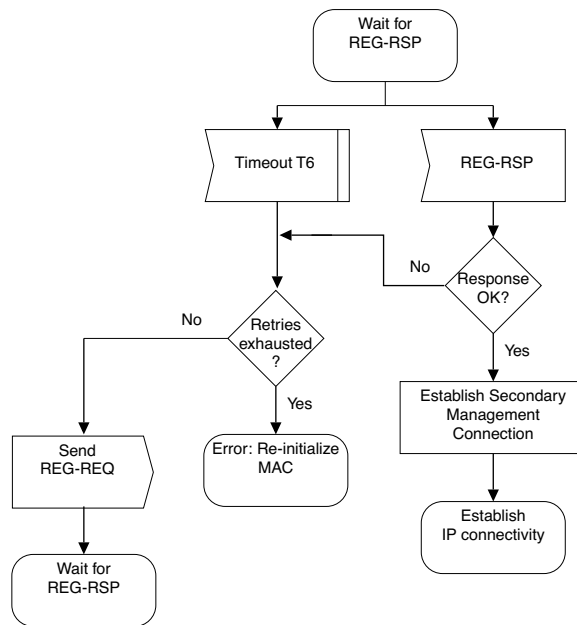 Wait for
REG-RSP
Timeout T6
REG-RSP
No
Response
OK?
No
Retries
exhausted
?
Yes
Yes
Establish Secondary
Management
Connection
Send
REG-REQ
Error: Re-initialize
MAC
Establish
IP connectivity
Wait for
REG-RSP